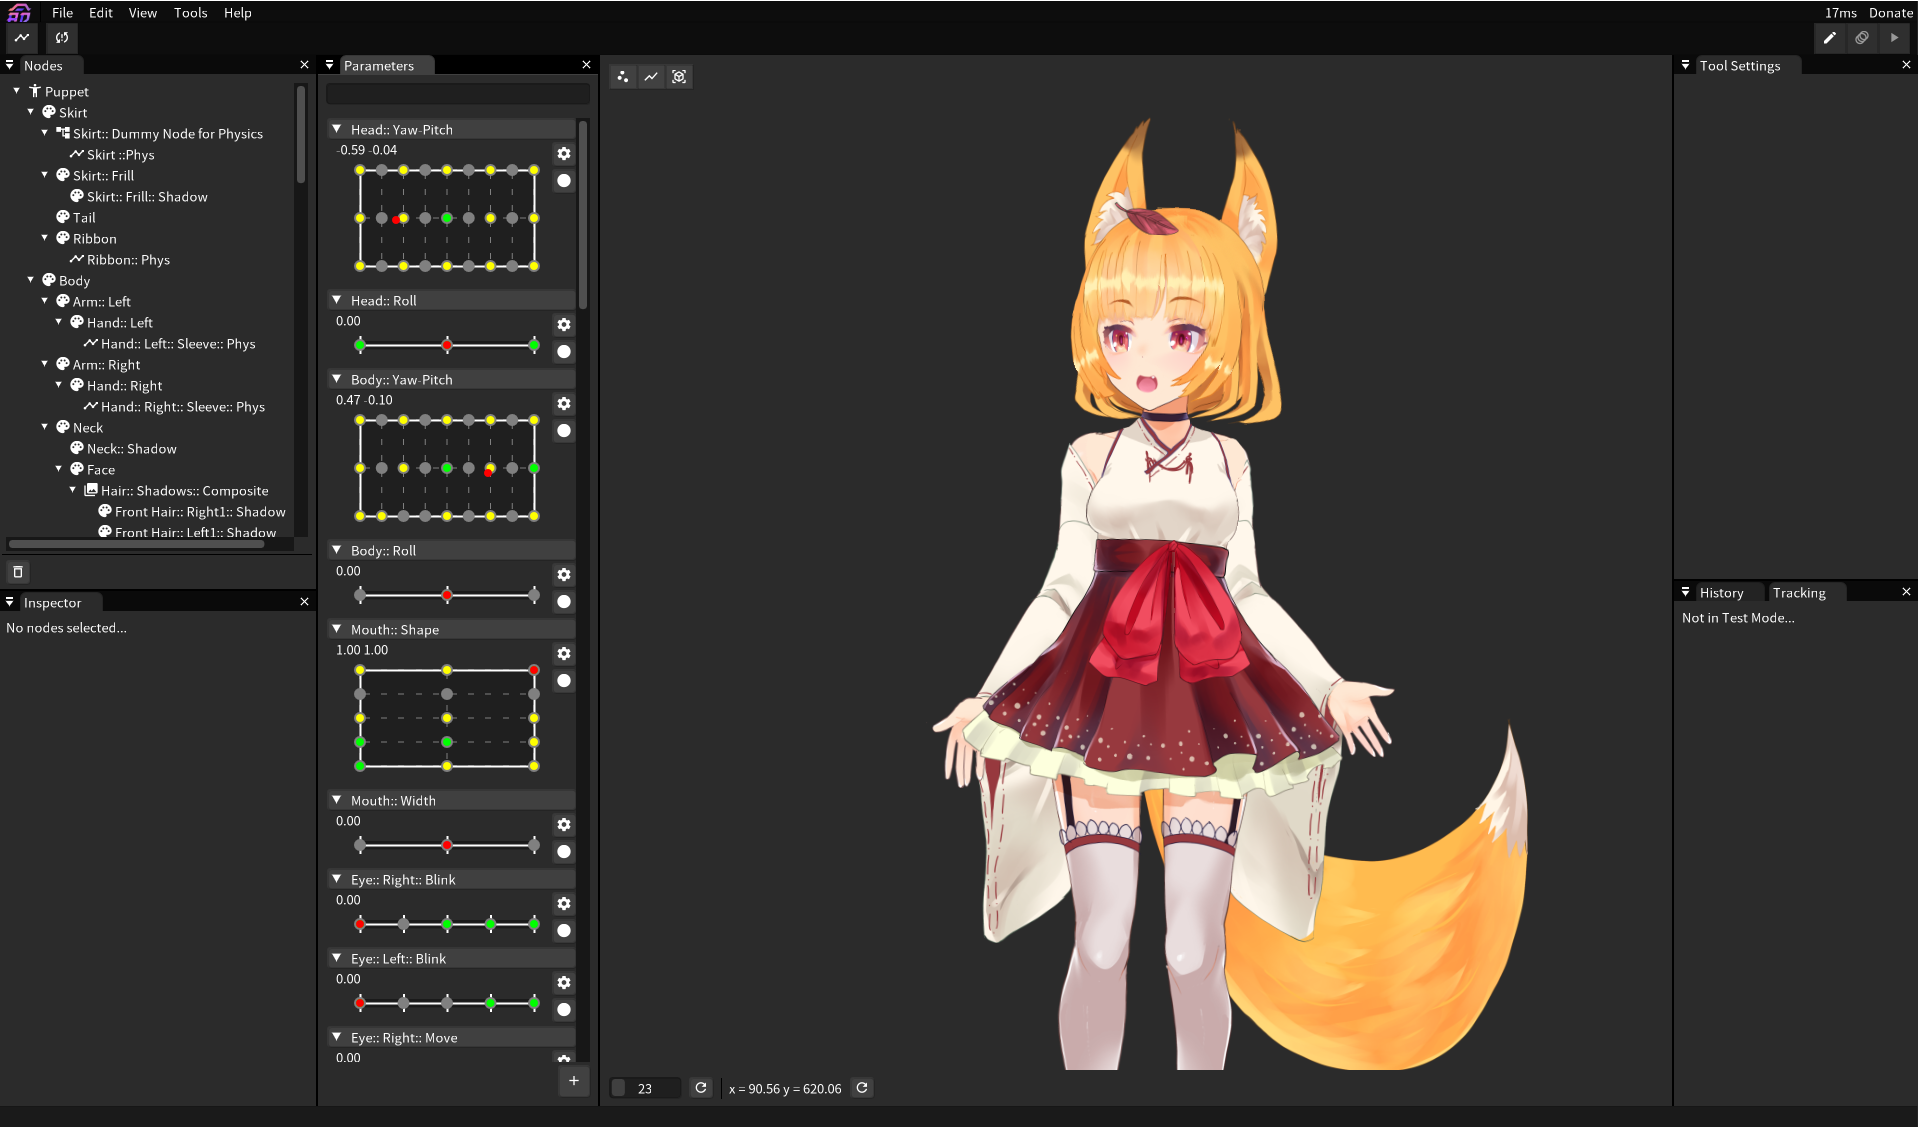 File Edit View Tools Help
17ms Donate
Nodes
Puppet
Skirt
Skirt:: Dummy Node for Physics
Skirt ::Phys
Skirt:: Frill
Skirt:: Frill:: Shadow
Tail
Ribbon
Ribbon:: Phys
Body
Arm:: Left
Hand:: Left
Hand:: Left:: Sleeve:: Phys
Arm:: Right
Hand:: Right
Hand:: Right:: Sleeve:: Phys
Neck
Neck:: Shadow
Face
Hair:: Shadows:: Composite
Front Hair:: Right1:: Shadow
Front Hair:: Left1:: Shadow
Inspector
No nodes selected...
Parameters
Head:: Yaw-Pitch
-0.59 -0.04
Head:: Roll
0.00
Body:: Yaw-Pitch
0.47 -0.10
Body:: Roll
0.00
Mouth:: Shape
1.00 1.00
Mouth:: Width
0.00
Eye:: Right:: Blink
0.00
Eye:: Left:: Blink
0.00
Eye:: Right:: Move
0.00
23
x = 90.56 y = 620.06
Tool Settings
History Tracking
Not in Test Mode...